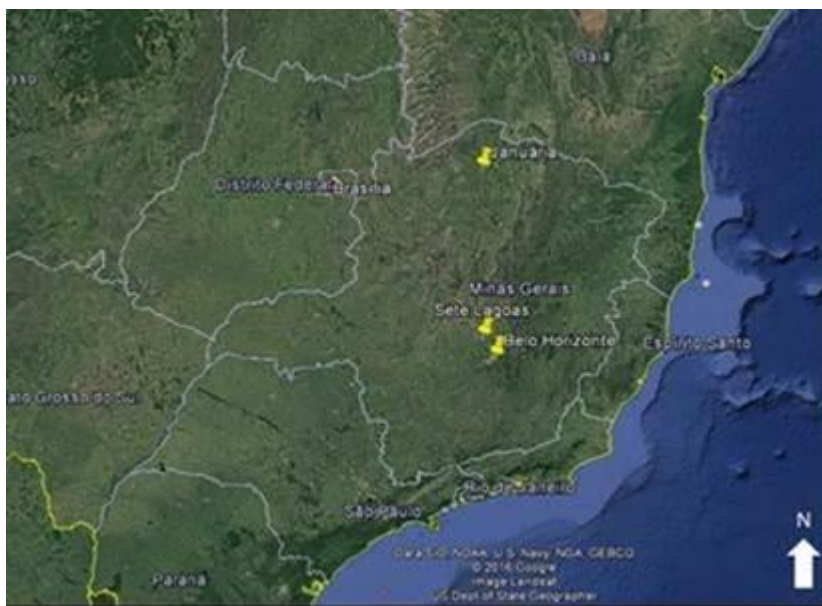 Baia
Januária
Distrito Federal
Brasília
Minas Gerais
Sete Lagoas
Belo Horizonte
Espírito Santo
Rio de Janeiro
São Paulo
Paraná
N
Data SIO, NOAA, U.S. Navy, NGA, GEBCO
© 2016 Google
Image Landsat
US Dept of State Geographer